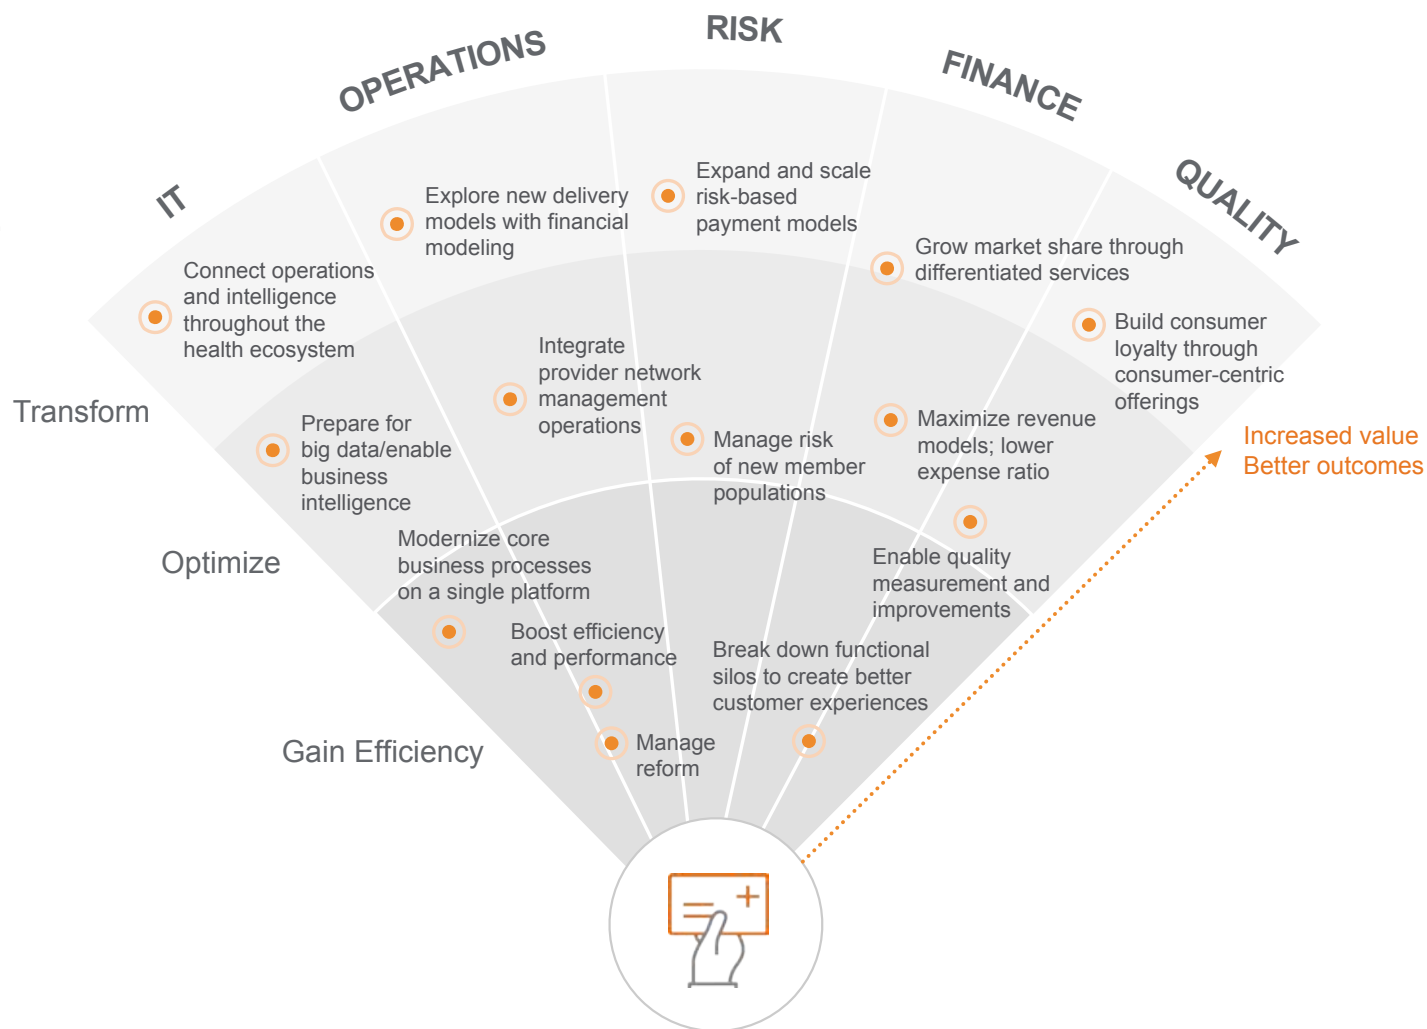 IT
OPERATIONS
RISK
FINANCE
QUALITY
Transform
Connect operations
and intelligence
throughout the
health ecosystem
Explore new delivery
models with financial
modeling
Expand and scale
risk-based
payment models
Grow market share through
differentiated services
Build consumer
loyalty through
consumer-centric
offerings
Optimize
Prepare for
big data/enable
business
intelligence
Integrate
provider network
management
operations
Manage risk
of new member
populations
Maximize revenue
models; lower
expense ratio
Enable quality
measurement and
improvements
Gain Efficiency
Modernize core
business processes
on a single platform
Boost efficiency
and performance
Manage
reform
Break down functional
silos to create better
customer experiences
Increased value
Better outcomes